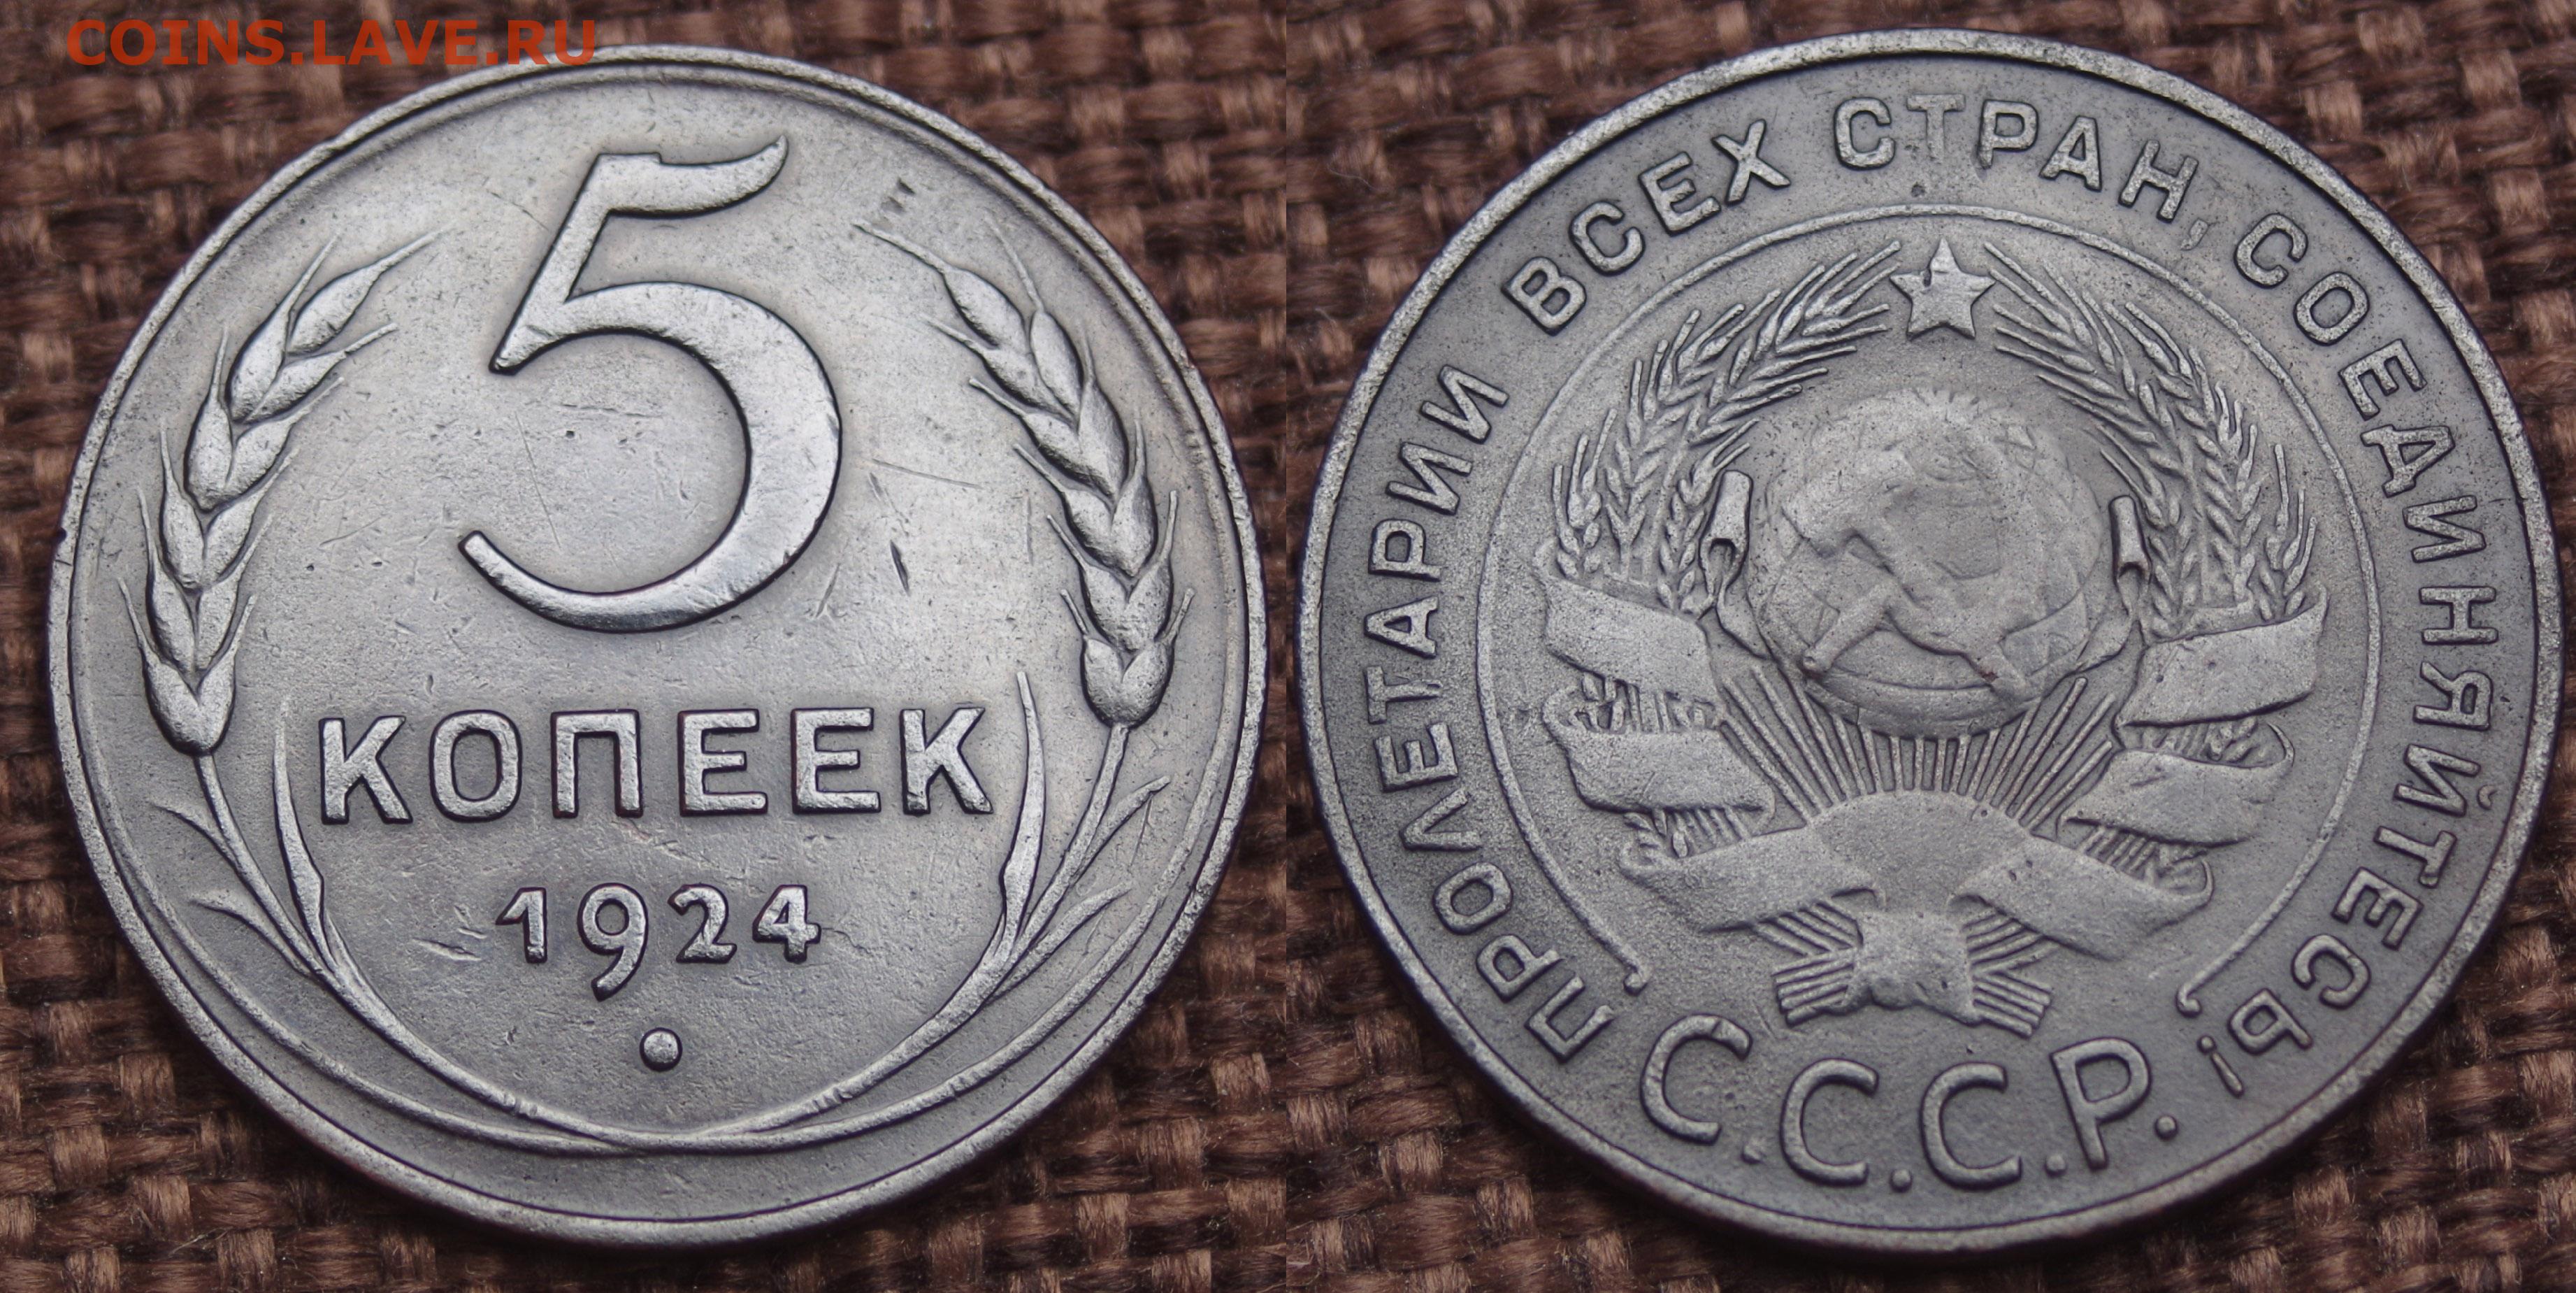 COINS.LAVE.RU
5
КОПЕЕК
1924
ПРОЛЕТАРИИ ВСЕХ СТРАН, СОЕДИНЯЙТЕСЬ!
С.С.С.Р.